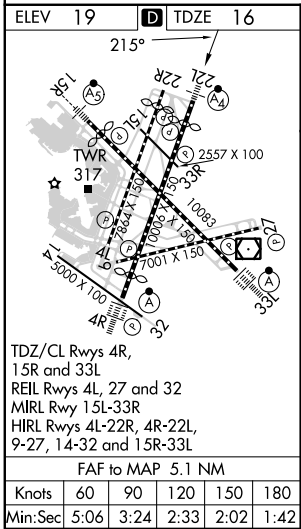 ELEV 19 D TDZE 16
215°
15R
A5
22R
22L
A4
15L
P
P
P
2557 X 100
33R
TWR
317
7864 X 150
150
10083
P
P
4L
9
7001 X 150
27
P
14
5000 X 100
32
4R
P
A
A
33L
P
TDZ/CL Rwys 4R,
15R and 33L
REIL Rwys 4L, 27 and 32
MIRL Rwy 15L-33R
HIRL Rwys 4L-22R, 4R-22L,
9-27, 14-32 and 15R-33L
FAF to MAP 5.1 NM
Knots 60 90 120 150 180
Min:Sec 5:06 3:24 2:33 2:02 1:42